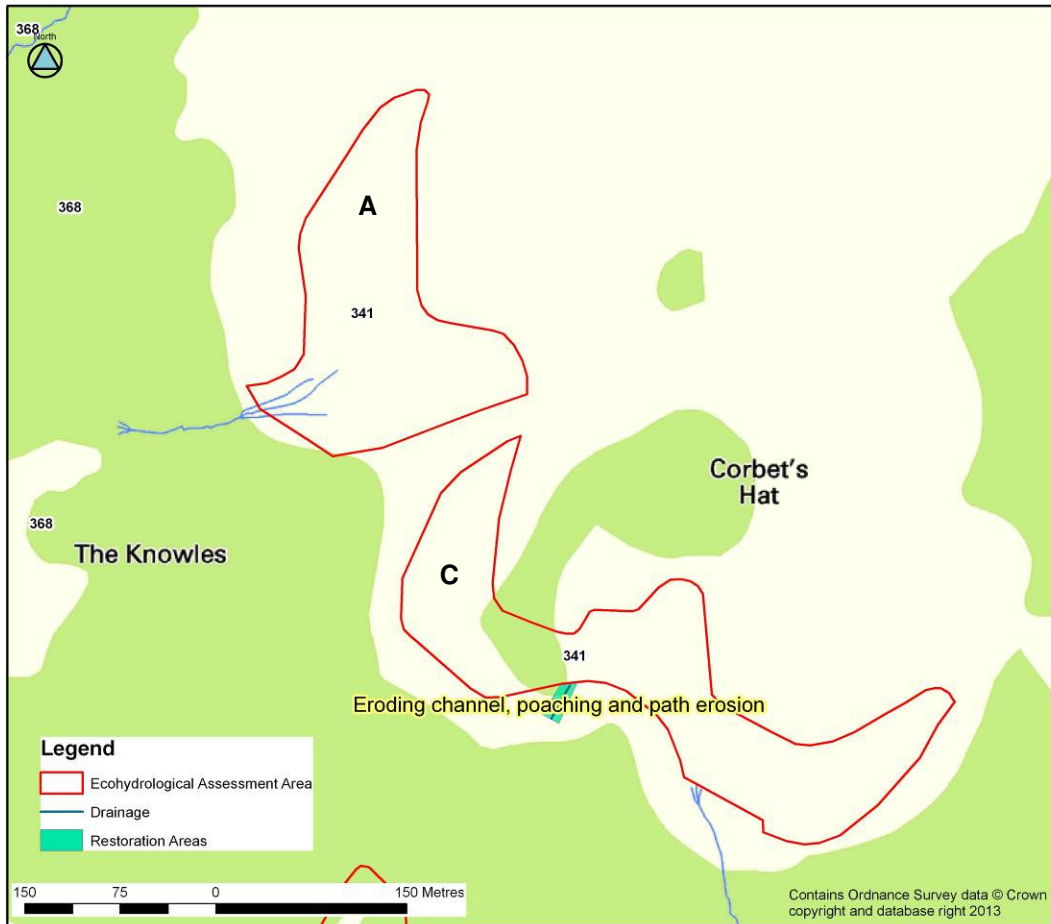 368
North
368
A
341
Corbet's
Hat
368
The Knowles
C
341
Eroding channel, poaching and path erosion
Legend
Ecohydrological Assessment Area
Drainage
Restoration Areas
150 75 0 150 Metres
Contains Ordnance Survey data © Crown
copyright and database right 2013